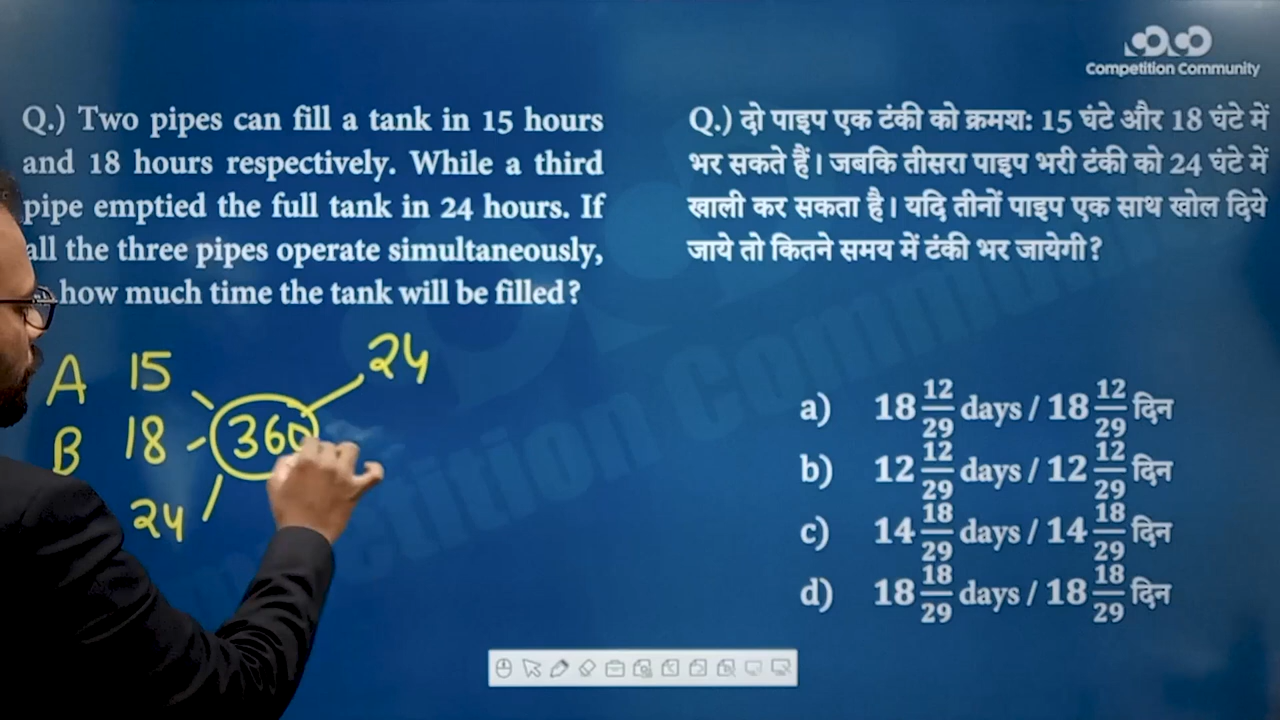 Competition Community
Q.) Two pipes can fill a tank in 15 hours
and 18 hours respectively. While a third
pipe emptied the full tank in 24 hours. If
all the three pipes operate simultaneously,
how much time the tank will be filled?
Q.) दो पाइप एक टंकी को क्रमश: 15 घंटे और 18 घंटे में
भर सकते हैं। जबकि तीसरा पाइप भरी टंकी को 24 घंटे में
खाली कर सकता है। यदि तीनों पाइप एक साथ खोल दिये
जाये तो कितने समय में टंकी भर जायेगी?
A 15
B 18
24
360
24
a) 18 12/29 days / 18 12/29 दिन
b) 12 12/29 days / 12 12/29 दिन
c) 14 18/29 days / 14 18/29 दिन
d) 18 18/29 days / 18 18/29 दिन